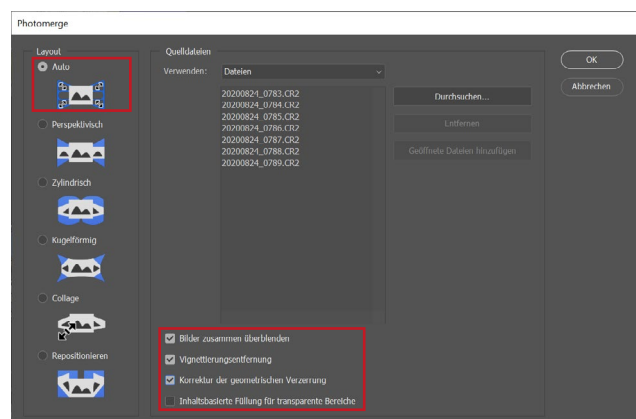 Photomerge
Layout
Auto
Perspektivisch
Zylindrisch
Kugelförmig
Collage
Repositionieren
Quelldateien
Verwenden: Dateien
20200824_0783.CR2
20200824_0784.CR2
20200824_0785.CR2
20200824_0786.CR2
20200824_0787.CR2
20200824_0788.CR2
20200824_0789.CR2
Durchsuchen...
Entfernen
Geöffnete Dateien hinzufügen
Bilder zusammen überblenden
Vignettierungsentfernung
Korrektur der geometrischen Verzerrung
Inhaltsbasierte Füllung für transparente Bereiche
OK
Abbrechen